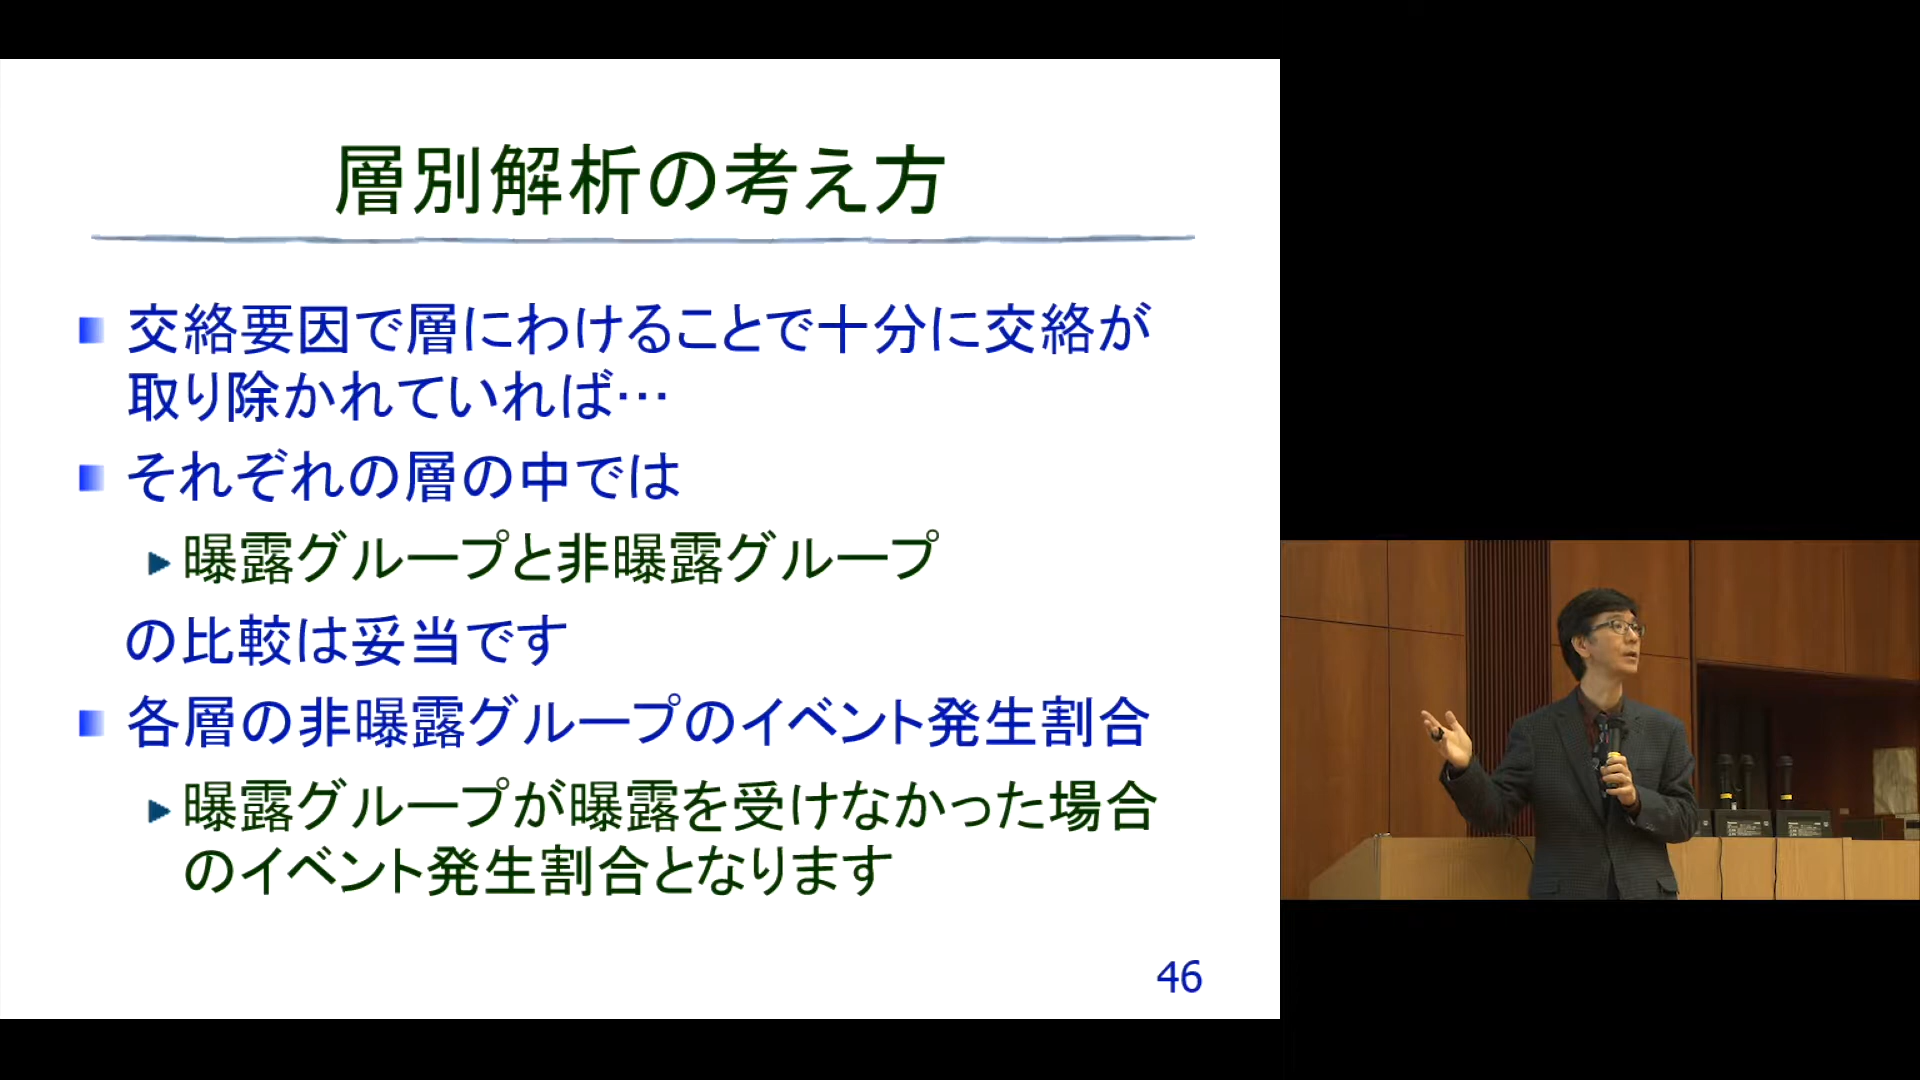 層別解析の考え方
交絡要因で層にわけることで十分に交絡が
取り除かれていれば…
それぞれの層の中では
曝露グループと非曝露グループ
の比較は妥当です
各層の非曝露グループのイベント発生割合
曝露グループが曝露を受けなかった場合
のイベント発生割合となります
46